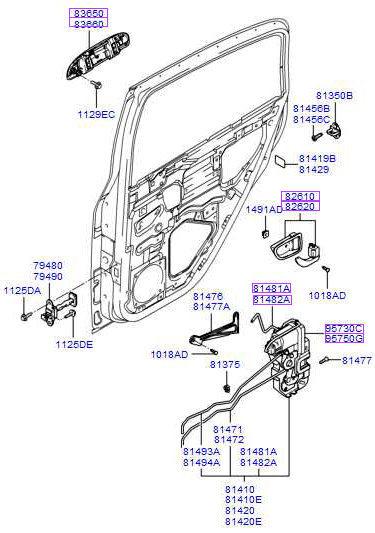 83650
83660
1129EC
81350B
81456B
81456C
81419B
81429
82610
82620
1491AD
79480
79490
1125DA
1125DE
81476
81477A
1018AD
81481A
81482A
1018AD
95730C
95750G
81477
81375
81471
81472
81493A
81494A
81481A
81482A
81410
81410E
81420
81420E